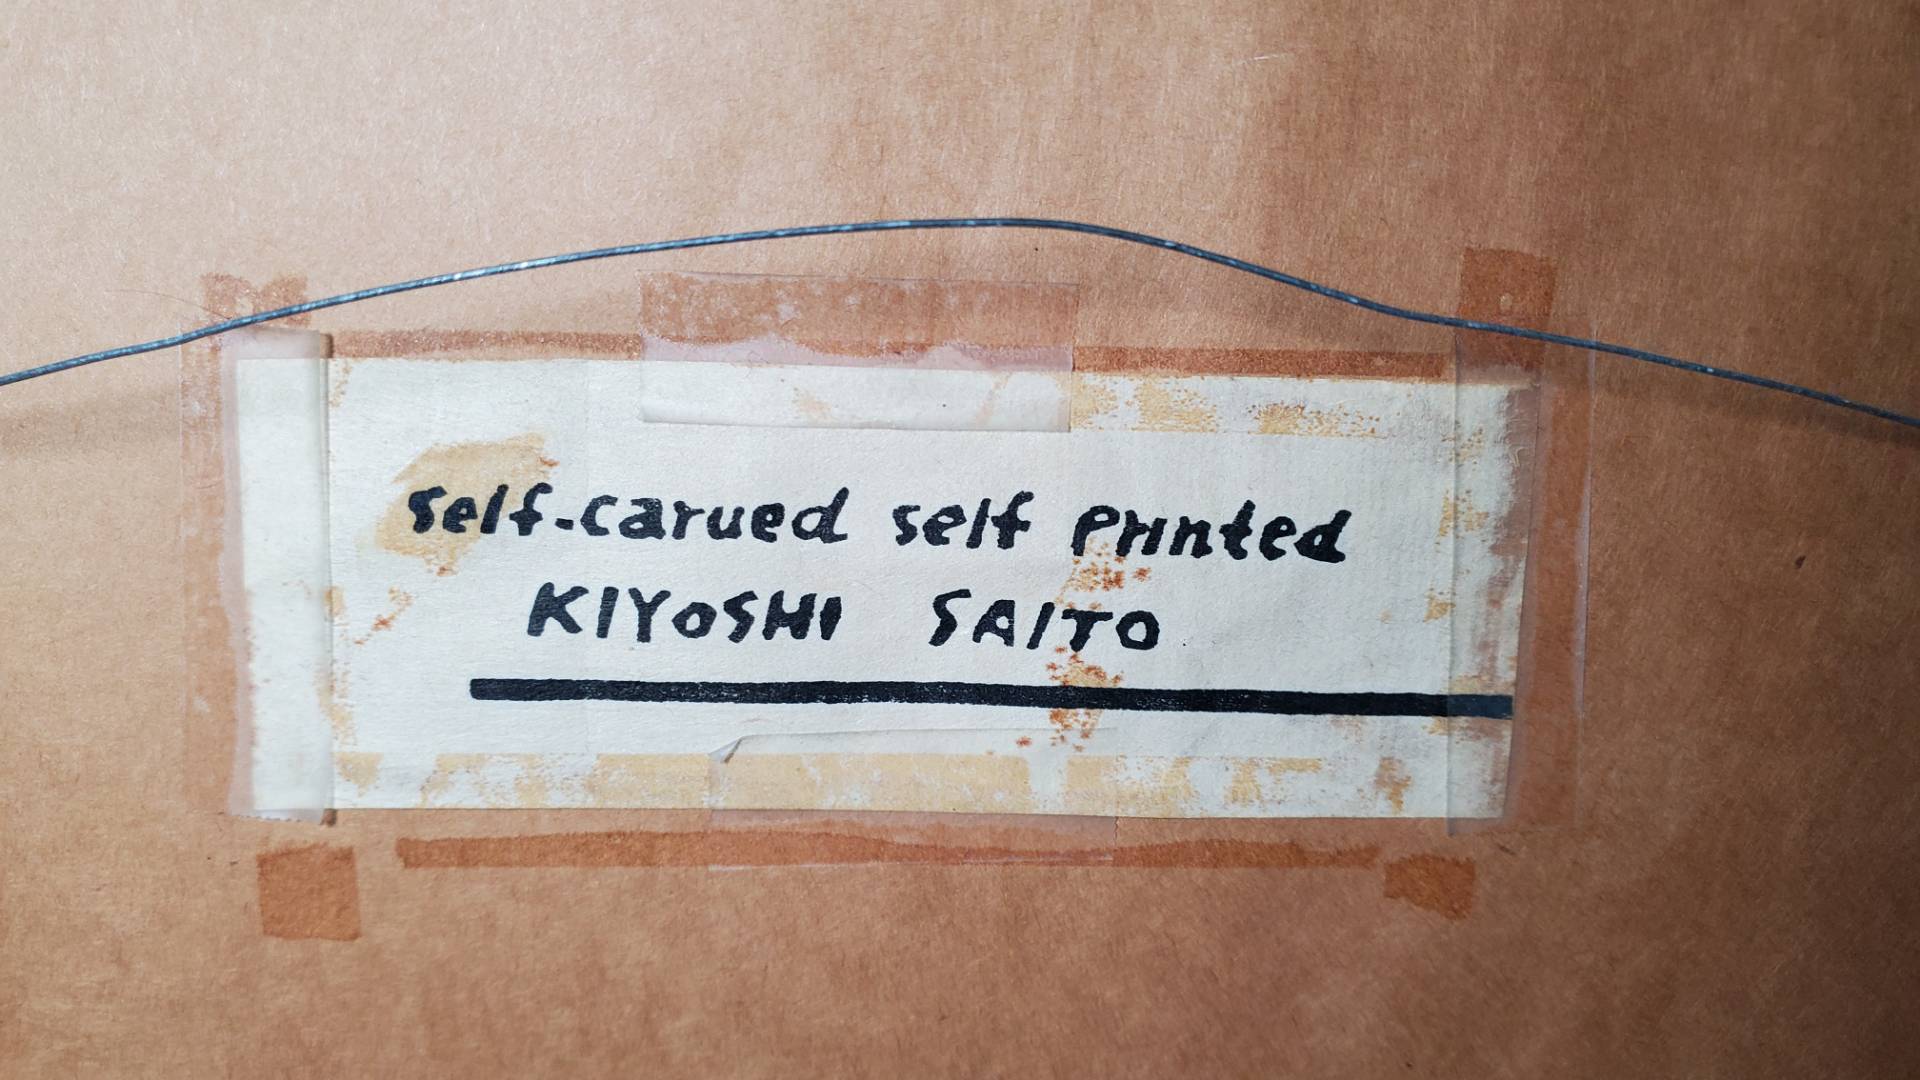 self-carued self printed
KIYOSHI SAITO